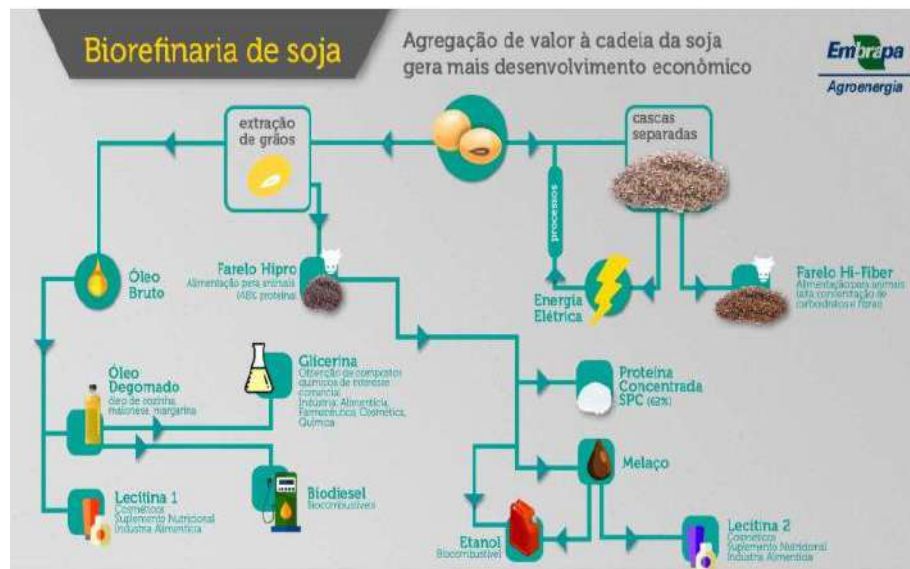 Biorefinaria de soja
Agregação de valor à cadeia da soja
gera mais desenvolvimento econômico
Embrapa
Agroenergia
extração
de grãos
cascas
separadas
processos
Óleo
Bruto
Farelo Hipro
Alimentação para animais
(48% proteína)
Energia
Elétrica
Farelo Hi-Fiber
Alimentação para animais
(alta concentração de
carboidratos e fibras)
Óleo
Degomado
óleo de cozinha,
maionese, margarina
Glicerina
Obtenção de compostos
químicos de interesse
comercial
Indústria: Alimentícia,
Farmacêutica, Cosmética,
Química
Proteína
Concentrada
SPC (62%)
Melaço
Lecitina 1
Cosméticos
Suplemento Nutricional
Indústria Alimentícia
Biodiesel
Biocombustíveis
Etanol
Biocombustível
Lecitina 2
Cosméticos
Suplemento Nutricional
Indústria Alimentícia